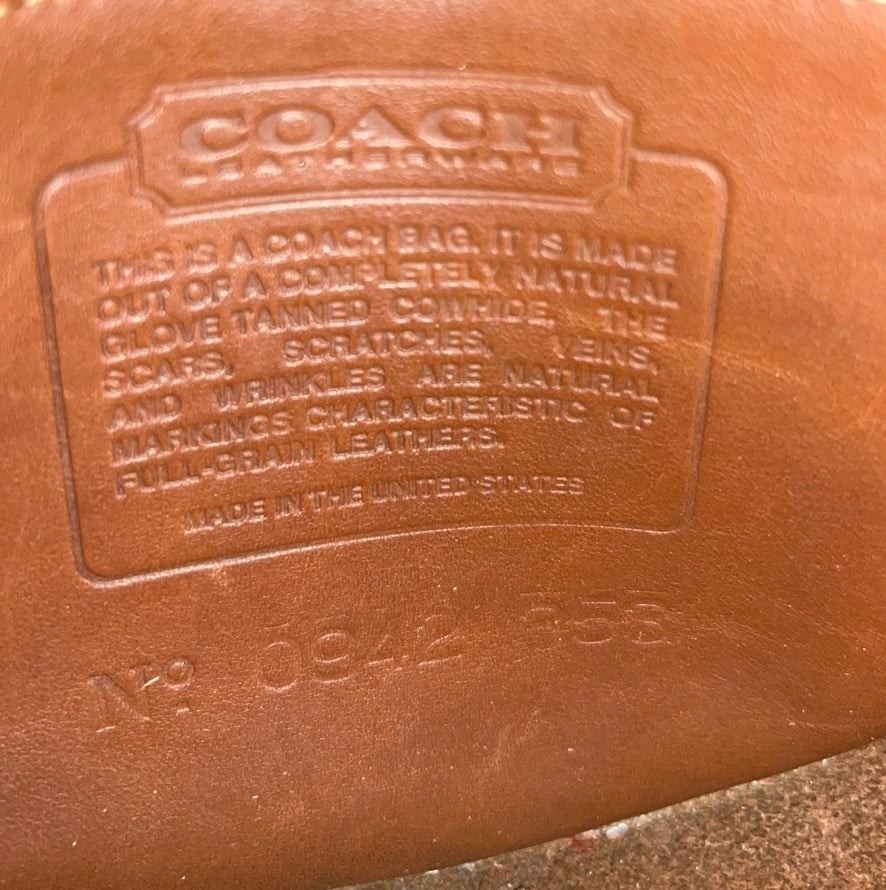 COACH
LEATHERWARE
THIS IS A COACH BAG. IT IS MADE
OUT OF A COMPLETELY NATURAL
GLOVE TANNED COWHIDE, THE
SCARS, SCRATCHES, VEINS,
AND WRINKLES ARE NATURAL
MARKINGS CHARACTERISTIC OF
FULL-GRAIN LEATHERS.
MADE IN THE UNITED STATES
Nº 0942